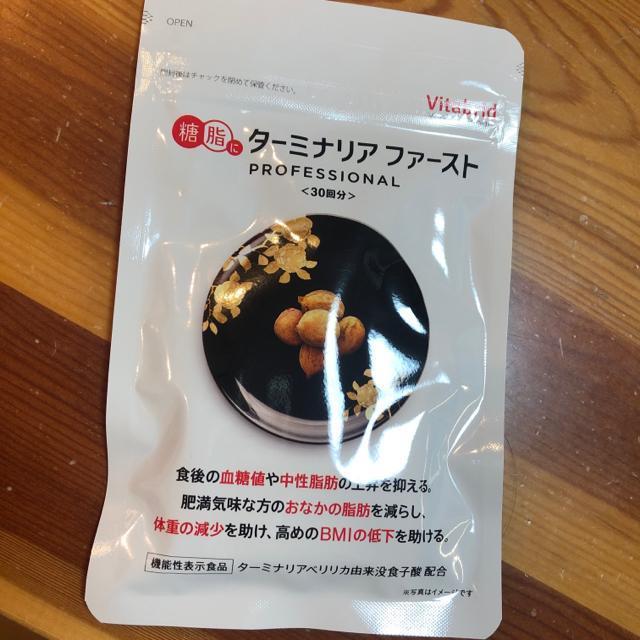 OPEN
開封後はチャックを閉めて保管ください。
Vitabrid
糖 脂 に ターミナリア ファースト
PROFESSIONAL
<30回分>
食後の血糖値や中性脂肪の上昇を抑える。
肥満気味な方のおなかの脂肪を減らし、
体重の減少を助け、高めのBMIの低下を助ける。
機能性表示食品 ターミナリアベリリカ由来没食子酸 配合
※写真はイメージです